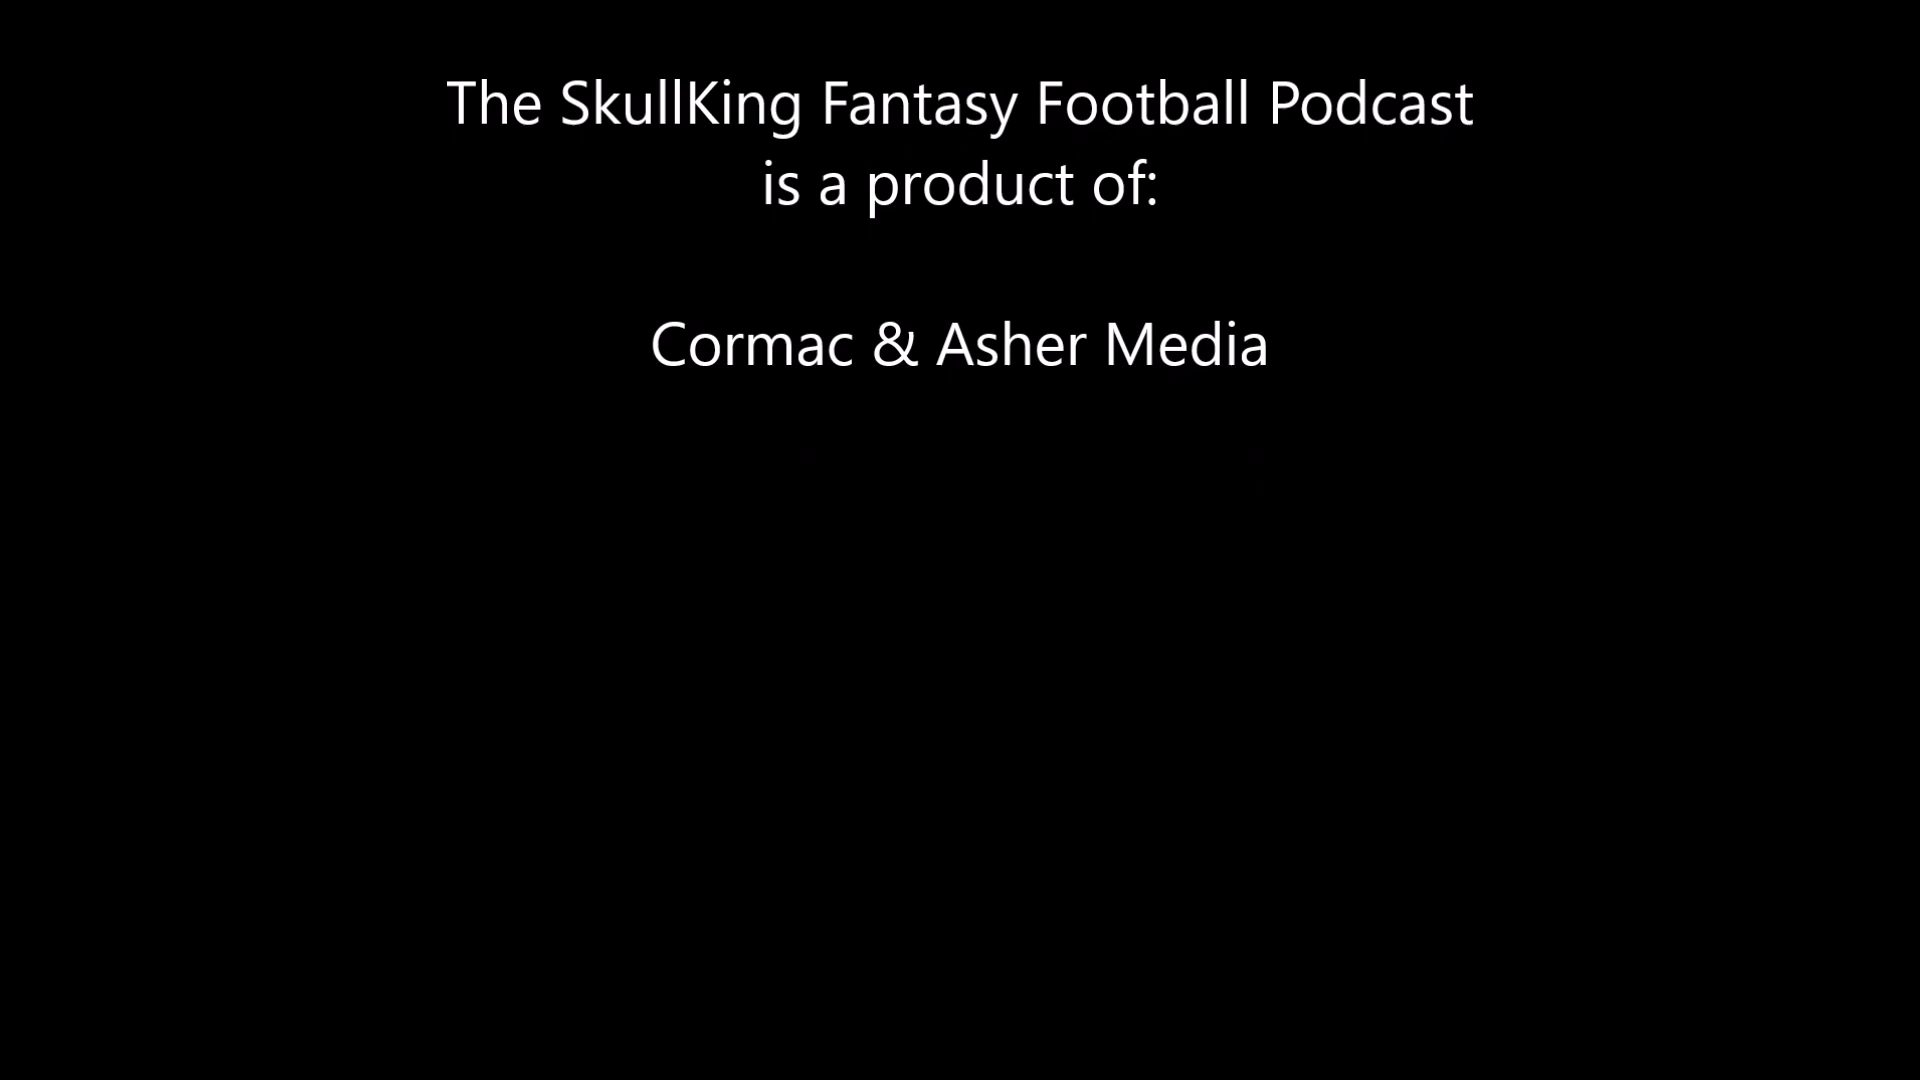 The SkullKing Fantasy Football Podcast
is a product of:
Cormac & Asher Media